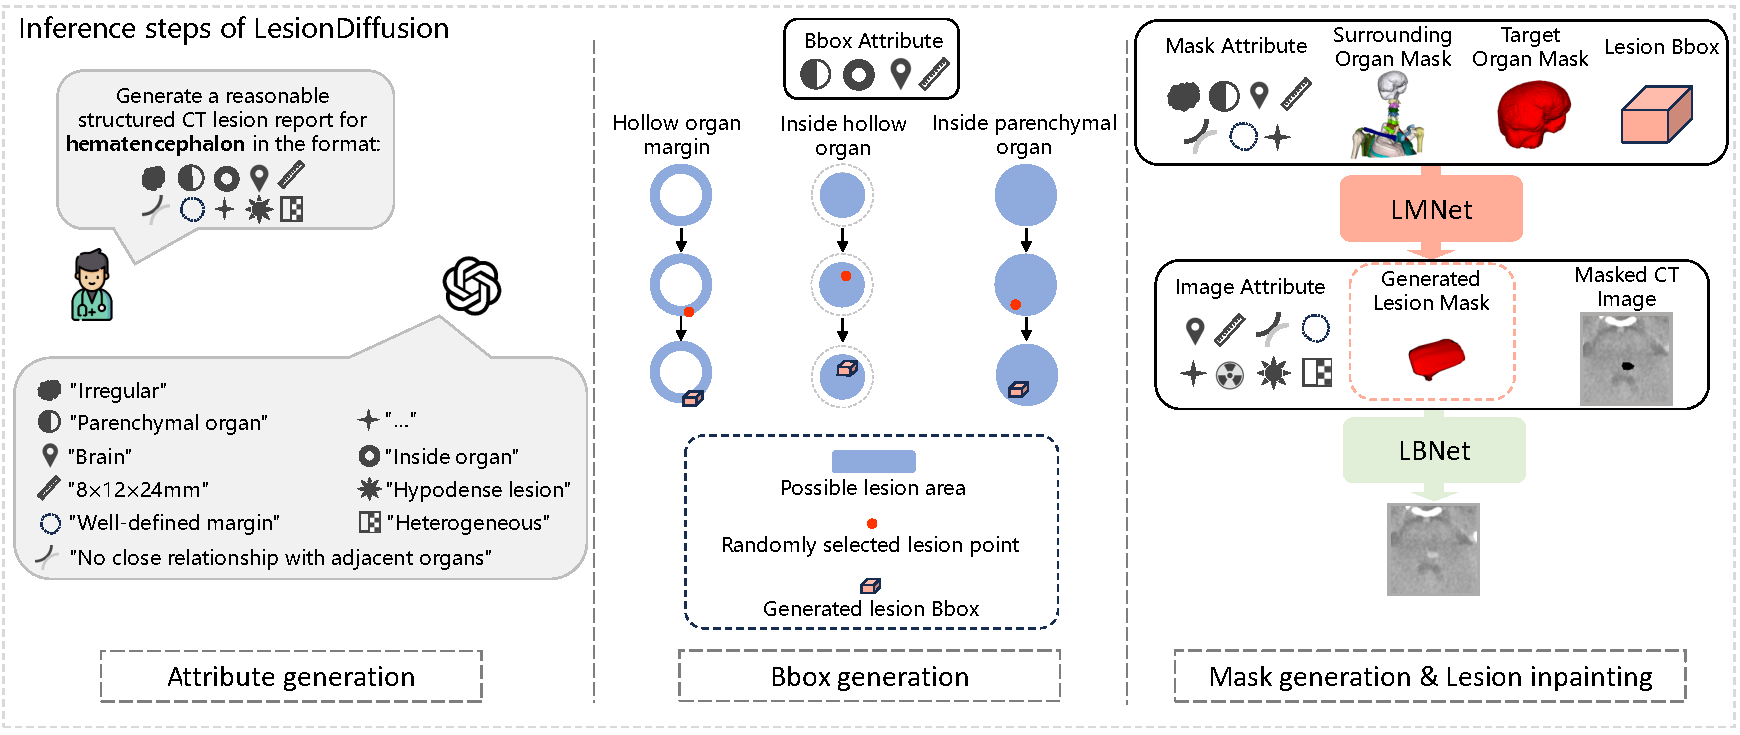 Inference steps of LesionDiffusion
Generate a reasonable
structured CT lesion report for
hematencephalon in the format:
"Irregular"
"Parenchymal organ"
"..."
"Brain"
"Inside organ"
"8×12×24mm"
"Hypodense lesion"
"Well-defined margin"
"Heterogeneous"
"No close relationship with adjacent organs"
Attribute generation
Bbox Attribute
Hollow organ
margin
Inside hollow
organ
Inside parenchymal
organ
Possible lesion area
Randomly selected lesion point
Generated lesion Bbox
Bbox generation
Mask Attribute
Surrounding
Organ Mask
Target
Organ Mask
Lesion Bbox
LMNet
Image Attribute
Generated
Lesion Mask
Masked CT
Image
LBNet
Mask generation & Lesion inpainting